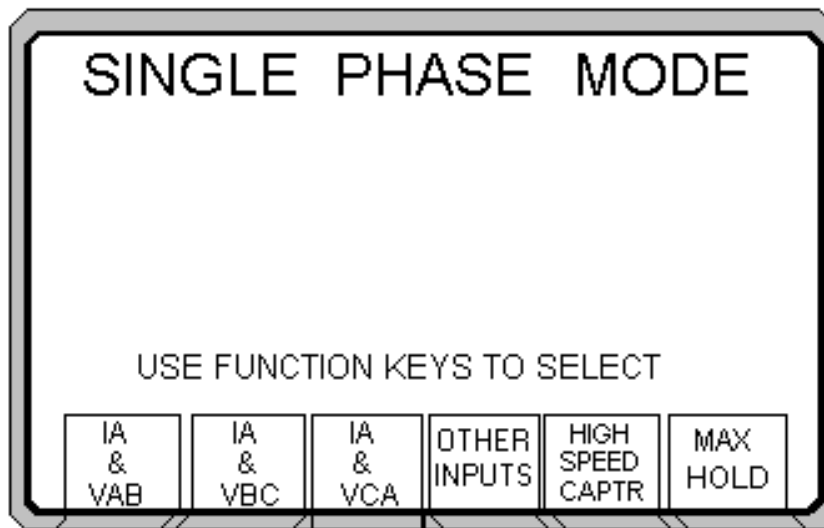 SINGLE PHASE MODE
USE FUNCTION KEYS TO SELECT
IA
&
VAB
IA
&
VBC
IA
&
VCA
OTHER
INPUTS
HIGH
SPEED
CAPTR
MAX
HOLD